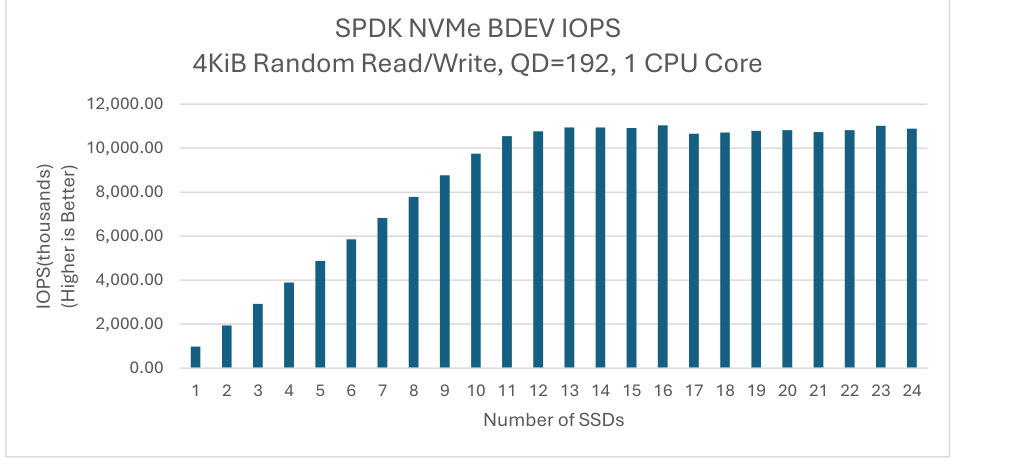 SPDK NVMe BDEV IOPS
4KiB Random Read/Write, QD=192, 1 CPU Core
IOPS(thousands)
(Higher is Better)
12,000.00
10,000.00
8,000.00
6,000.00
4,000.00
2,000.00
0.00
1 2 3 4 5 6 7 8 9 10 11 12 13 14 15 16 17 18 19 20 21 22 23 24
Number of SSDs